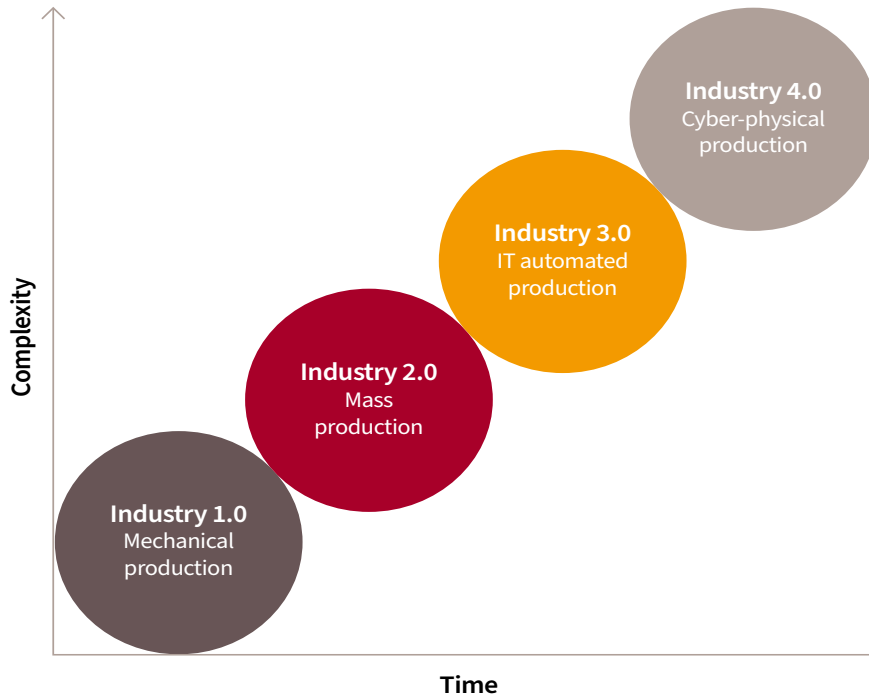 Industry 4.0
Cyber-physical
production
Industry 3.0
IT automated
production
Industry 2.0
Mass
production
Industry 1.0
Mechanical
production
Complexity
Time